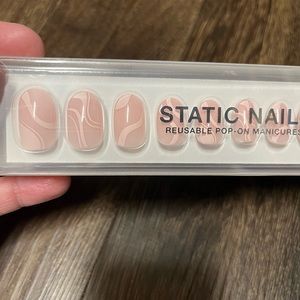 STATIC NAIL
REUSABLE POP-ON MANICURES